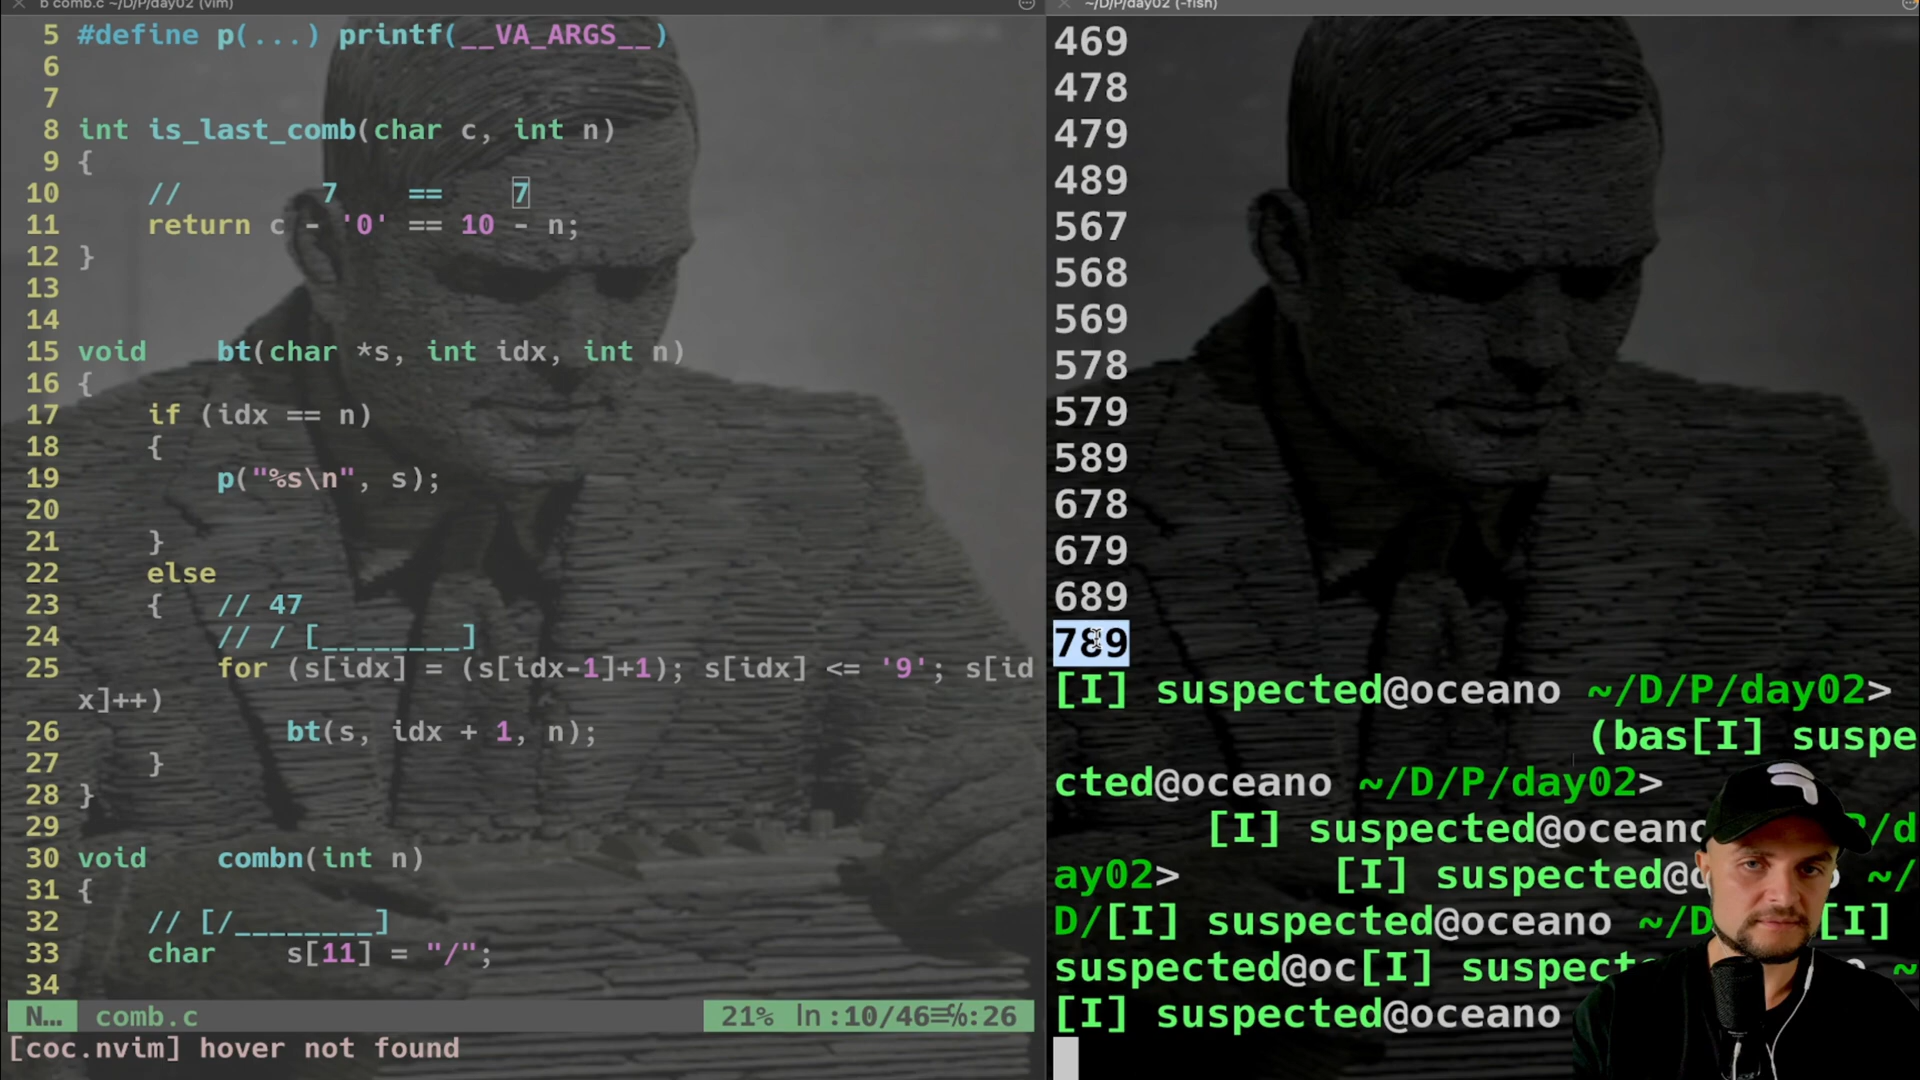 b comb.c ~/D/P/day02 (vim)
5 #define p(...) printf(__VA_ARGS__)
6
7
8 int is_last_comb(char c, int n)
9 {
10 // 7 == 7
11 return c - '0' == 10 - n;
12 }
13
14
15 void bt(char *s, int idx, int n)
16 {
17 if (idx == n)
18 {
19 p("%s\n", s);
20
21 }
22 else
23 { // 47
24 // / [________]
25 for (s[idx] = (s[idx-1]+1); s[idx] <= '9'; s[id
x]++)
26 bt(s, idx + 1, n);
27 }
28 }
29
30 void combn(int n)
31 {
32 // [/________]
33 char s[11] = "/";
34
N... comb.c 21% ln :10/46≡℅:26
[coc.nvim] hover not found
~/D/P/day02 (-fish)
469
478
479
489
567
568
569
578
579
589
678
679
689
789
[I] suspected@oceano ~/D/P/day02>
(bas[I] suspe
cted@oceano ~/D/P/day02>
[I] suspected@oceano P/d
ay02> [I] suspected@o ~/
D/[I] suspected@oceano ~/D [I]
suspected@oc[I] suspect ~
[I] suspected@oceano